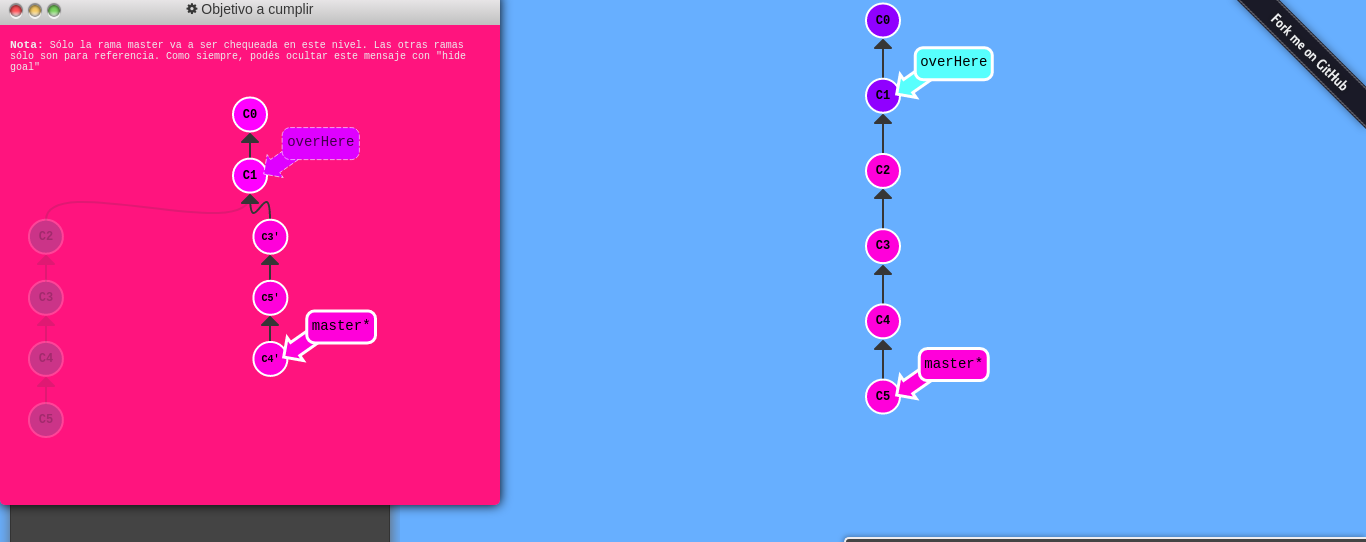 Objetivo a cumplir
Nota: Sólo la rama master va a ser chequeada en este nivel. Las otras ramas
sólo son para referencia. Como siempre, podés ocultar este mensaje con "hide
goal"
C0
overHere
C1
C2
C3'
C3
C5'
master*
C4
C4'
C5
C0
overHere
C1
C2
C3
C4
master*
C5
Fork me on GitHub